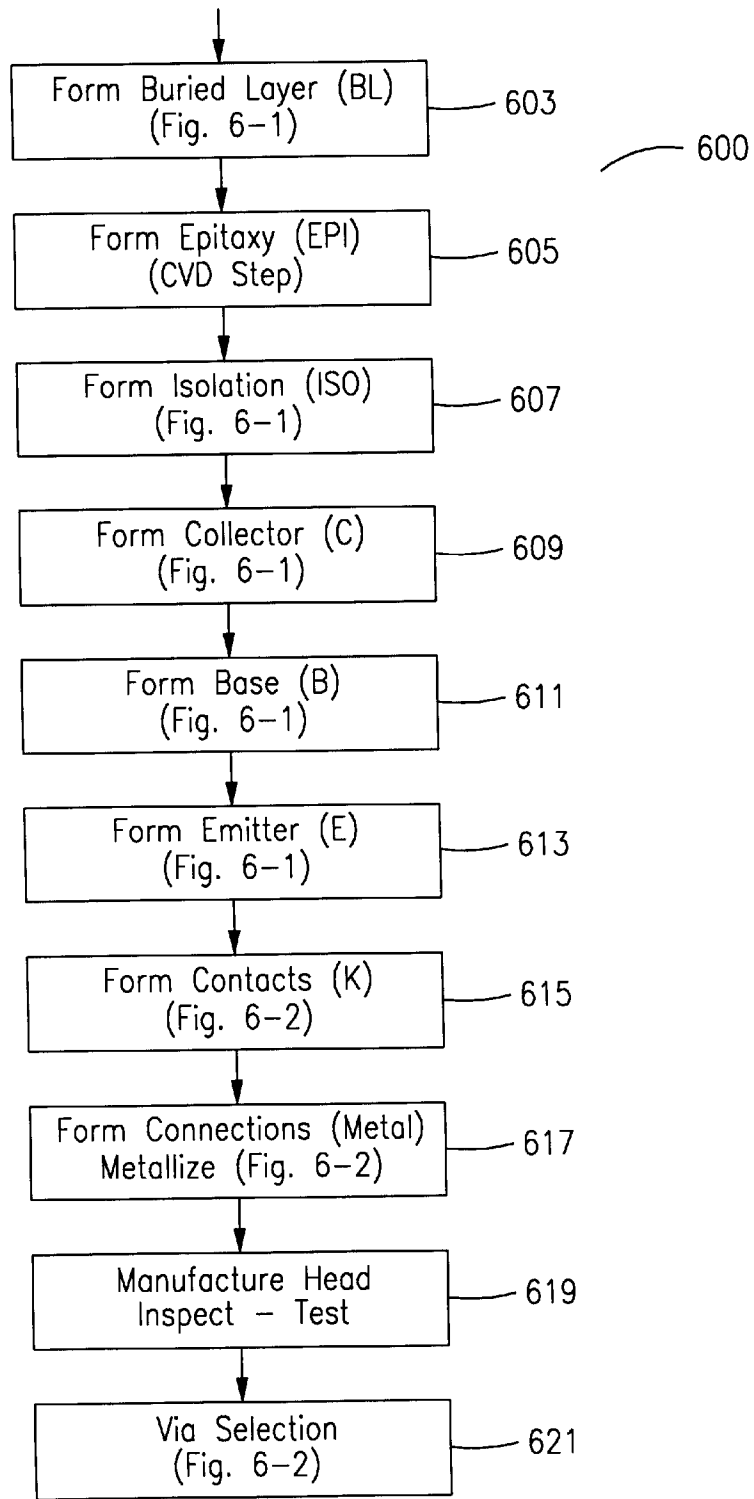 Form Buried Layer (BL)
(Fig. 6-1)
603
600
Form Epitaxy (EPI)
(CVD Step)
605
Form Isolation (ISO)
(Fig. 6-1)
607
Form Collector (C)
(Fig. 6-1)
609
Form Base (B)
(Fig. 6-1)
611
Form Emitter (E)
(Fig. 6-1)
613
Form Contacts (K)
(Fig. 6-2)
615
Form Connections (Metal)
Metallize (Fig. 6-2)
617
Manufacture Head
Inspect - Test
619
Via Selection
(Fig. 6-2)
621